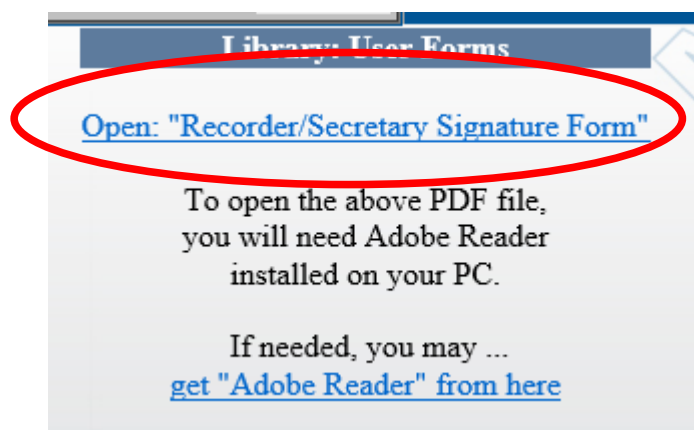 Library: User Forms
Open: "Recorder/Secretary Signature Form"
To open the above PDF file,
you will need Adobe Reader
installed on your PC.
If needed, you may ...
get "Adobe Reader" from here